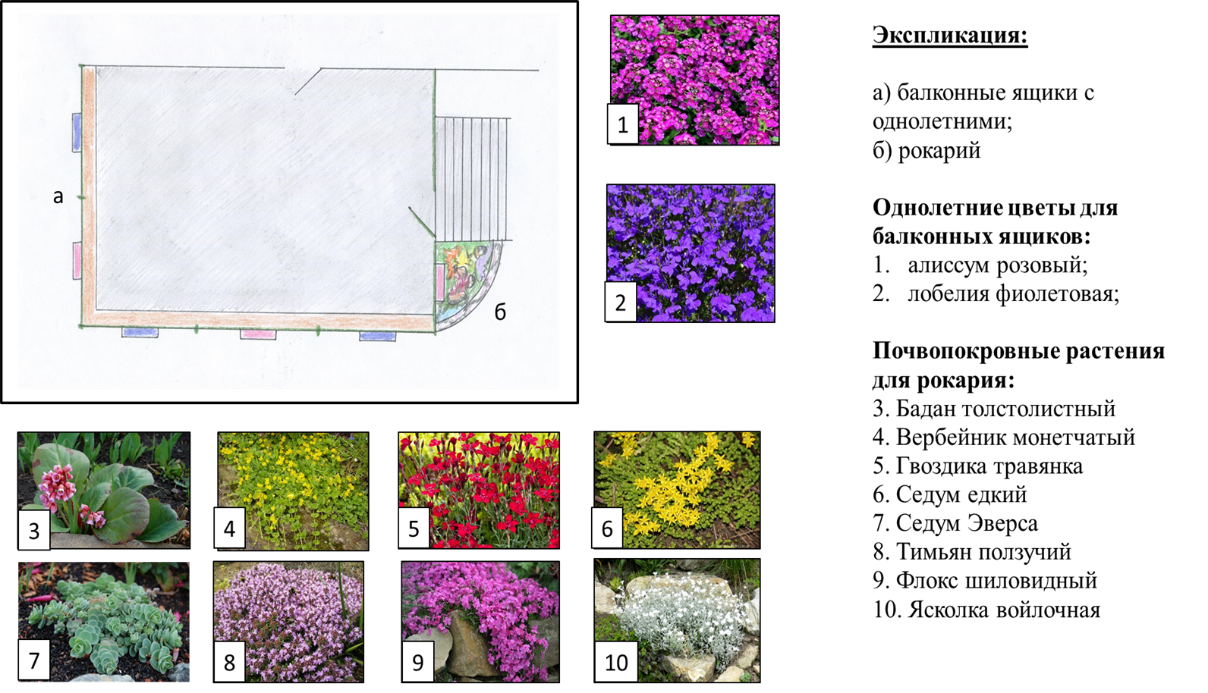 а
б
1
2
3
4
5
6
7
8
9
10
Экспликация:
а) балконные ящики с
однолетними;
б) рокарий
Однолетние цветы для
балконных ящиков:
1. алиссум розовый;
2. лобелия фиолетовая;
Почвопокровные растения
для рокария:
3. Бадан толстолистный
4. Вербейник монетчатый
5. Гвоздика травянка
6. Седум едкий
7. Седум Эверса
8. Тимьян ползучий
9. Флокс шиловидный
10. Ясколка войлочная